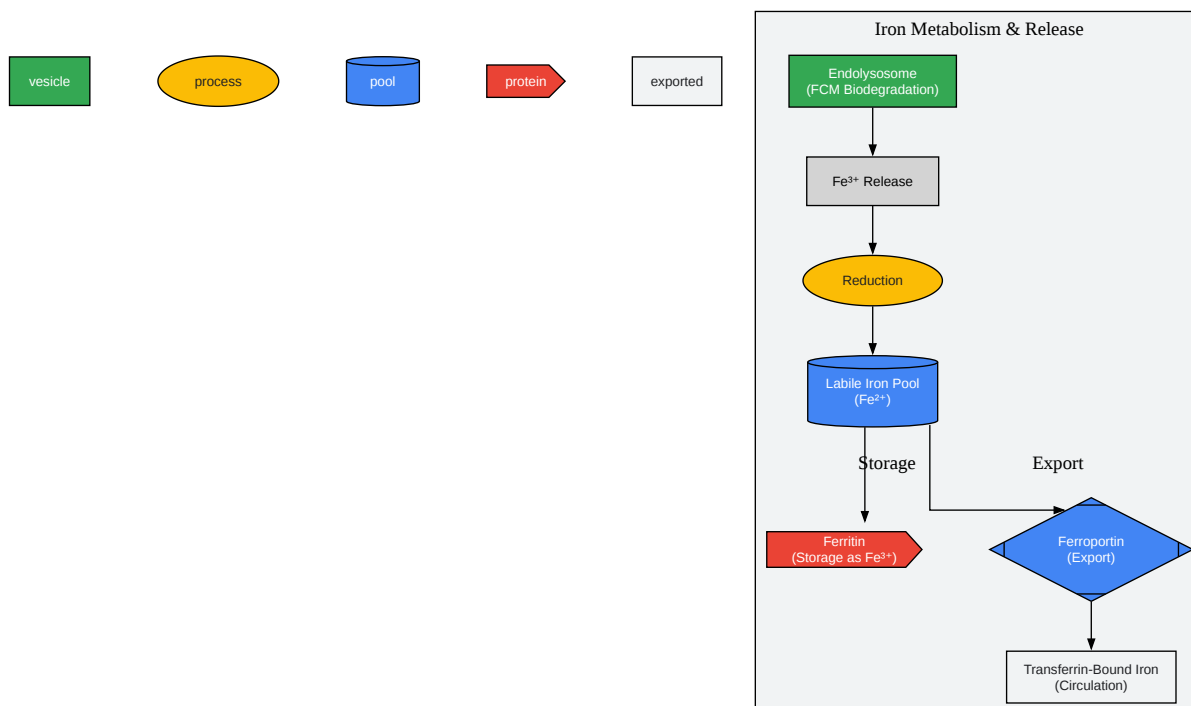 Iron Metabolism & Release
vesicle
process
pool
protein
exported
Endolysosome
(FCM Biodegradation)
Fe³⁺ Release
Reduction
Labile Iron Pool
(Fe²⁺)
Storage
Export
Ferritin
(Storage as Fe³⁺)
Ferroportin
(Export)
Transferrin-Bound Iron
(Circulation)